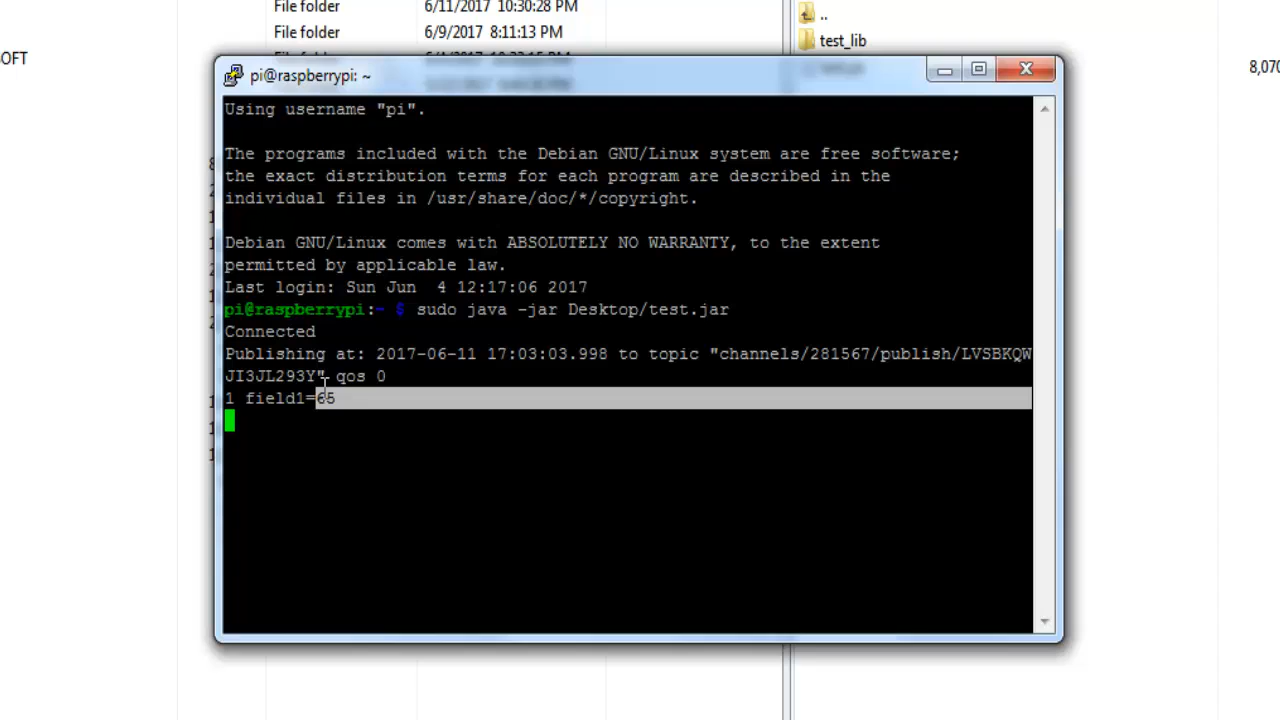 File folder 6/11/2017 10:30:28 PM
..
File folder 6/9/2017 8:11:13 PM
test_lib
SOFT
8,070
pi@raspberrypi: ~
Using username "pi".
The programs included with the Debian GNU/Linux system are free software;
the exact distribution terms for each program are described in the
individual files in /usr/share/doc/*/copyright.
Debian GNU/Linux comes with ABSOLUTELY NO WARRANTY, to the extent
permitted by applicable law.
Last login: Sun Jun  4 12:17:06 2017
pi@raspberrypi:~ $ sudo java -jar Desktop/test.jar
Connected
Publishing at: 2017-06-11 17:03:03.998 to topic "channels/281567/publish/LVSBKQW
JI3JL293Y" qos 0
1 field1=65